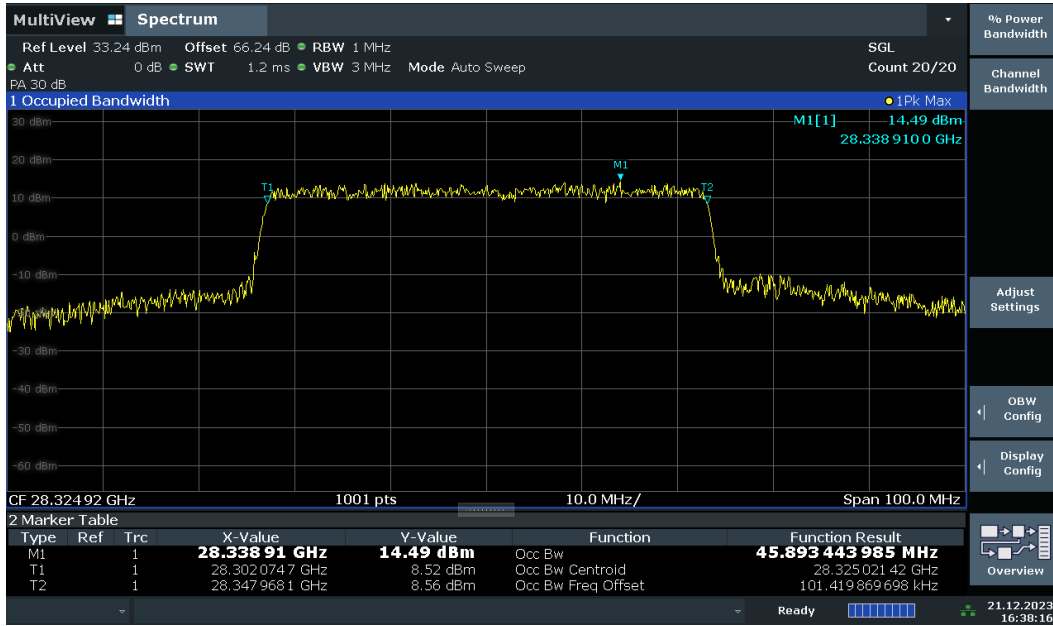 MultiView Spectrum
Ref Level 33.24 dBm Offset 66.24 dB RBW 1 MHz SGL
Att 0 dB SWT 1.2 ms VBW 3 MHz Mode Auto Sweep Count 20/20
PA 30 dB
1 Occupied Bandwidth 1Pk Max
30 dBm
M1[1] 14.49 dBm
28.338 910 0 GHz
20 dBm
M1
T1
T2
10 dBm
0 dBm
-10 dBm
-30 dBm
-40 dBm
-50 dBm
-60 dBm
CF 28.324 92 GHz 1001 pts 10.0 MHz/ Span 100.0 MHz
2 Marker Table
Type Ref Trc X-Value Y-Value Function Function Result
M1 1 28.338 91 GHz 14.49 dBm Occ Bw 45.893 443 985 MHz
T1 1 28.302 074 7 GHz 8.52 dBm Occ Bw Centroid 28.325 021 42 GHz
T2 1 28.347 968 1 GHz 8.56 dBm Occ Bw Freq Offset 101.419 869 698 kHz
Ready
21.12.2023
16:38:16
% Power
Bandwidth
Channel
Bandwidth
Adjust
Settings
OBW
Config
Display
Config
Overview